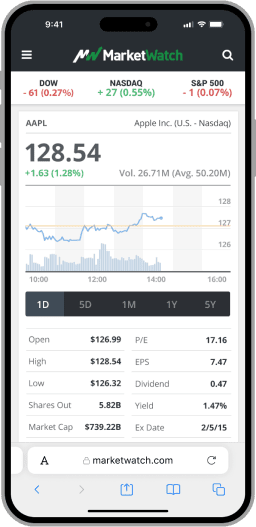 9:41
MarketWatch
DOW NASDAQ S&P 500
- 61 (0.27%) + 27 (0.55%) - 1 (0.07%)
AAPL Apple Inc. (U.S. - Nasdaq)
128.54
+1.63 (1.28%) Vol. 26.71M (Avg. 50.20M)
128
127
126
10:00 12:00 14:00 16:00
1D 5D 1M 1Y 5Y
Open $126.99 P/E 17.16
High $128.54 EPS 7.47
Low $126.32 Dividend 0.47
Shares Out 5.82B Yield 1.47%
Market Cap $739.22B Ex Date 2/5/15
A marketwatch.com